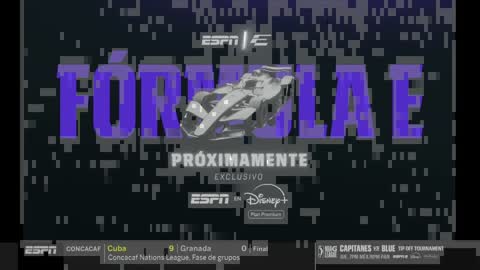 ESPN
FÓRMULA E
PRÓXIMAMENTE
EXCLUSIVO
ESPN EN Disney+
Plan Premium
ESPN CONCACAF Cuba 9 Granada 0 Final
Concacaf Nations League, Fase de grupos
CAPITANES VS BLUE TIP OFF TOURNAMENT